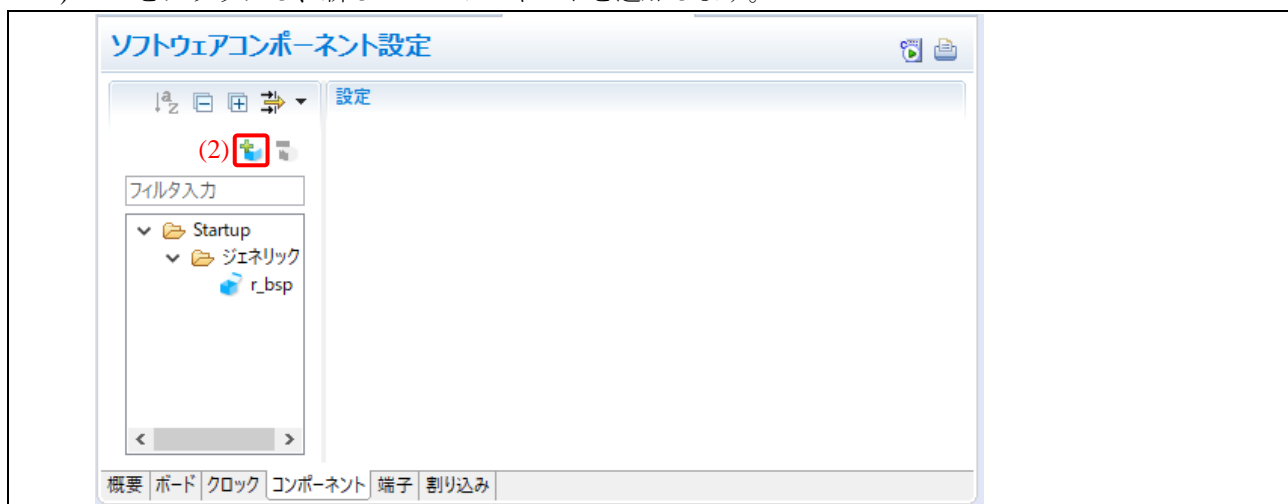 ソフトウェアコンポーネント設定
設定
(2)
フィルタ入力
Startup
ジェネリック
r_bsp
概要 ボード クロック コンポーネント 端子 割り込み